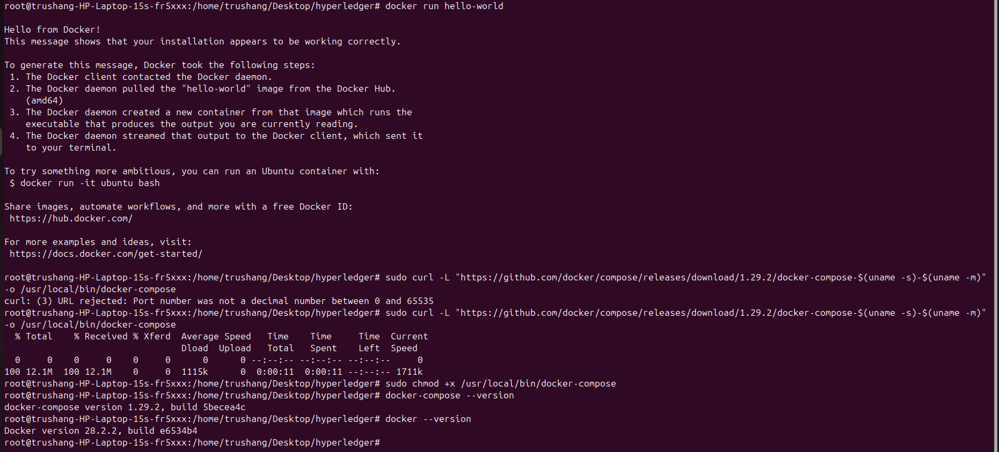 root@trushang-HP-Laptop-15s-fr5xxx:/home/trushang/Desktop/hyperledger# docker run hello-world
Hello from Docker!
This message shows that your installation appears to be working correctly.
To generate this message, Docker took the following steps:
1. The Docker client contacted the Docker daemon.
2. The Docker daemon pulled the "hello-world" image from the Docker Hub.
(amd64)
3. The Docker daemon created a new container from that image which runs the
executable that produces the output you are currently reading.
4. The Docker daemon streamed that output to the Docker client, which sent it
to your terminal.
To try something more ambitious, you can run an Ubuntu container with:
$ docker run -it ubuntu bash
Share images, automate workflows, and more with a free Docker ID:
https://hub.docker.com/
For more examples and ideas, visit:
https://docs.docker.com/get-started/
root@trushang-HP-Laptop-15s-fr5xxx:/home/trushang/Desktop/hyperledger# sudo curl -L "https://github.com/docker/compose/releases/download/1.29.2/docker-compose-$(uname -s)-$(uname -m)"
-o /usr/local/bin/docker-compose
curl: (3) URL rejected: Port number was not a decimal number between 0 and 65535
root@trushang-HP-Laptop-15s-fr5xxx:/home/trushang/Desktop/hyperledger# sudo curl -L "https://github.com/docker/compose/releases/download/1.29.2/docker-compose-$(uname -s)-$(uname -m)"
-o /usr/local/bin/docker-compose
% Total % Received % Xferd Average Speed Time Time Time Current
Dload Upload Total Spent Left Speed
0 0 0 0 0 0 0 0 --:--:-- --:--:-- --:--:-- 0
100 12.1M 100 12.1M 0 0 1115k 0 0:00:11 0:00:11 --:--:-- 1711k
root@trushang-HP-Laptop-15s-fr5xxx:/home/trushang/Desktop/hyperledger# sudo chmod +x /usr/local/bin/docker-compose
root@trushang-HP-Laptop-15s-fr5xxx:/home/trushang/Desktop/hyperledger# docker-compose --version
docker-compose version 1.29.2, build 5becea4c
root@trushang-HP-Laptop-15s-fr5xxx:/home/trushang/Desktop/hyperledger# docker --version
Docker version 28.2.2, build e6534b4
root@trushang-HP-Laptop-15s-fr5xxx:/home/trushang/Desktop/hyperledger#